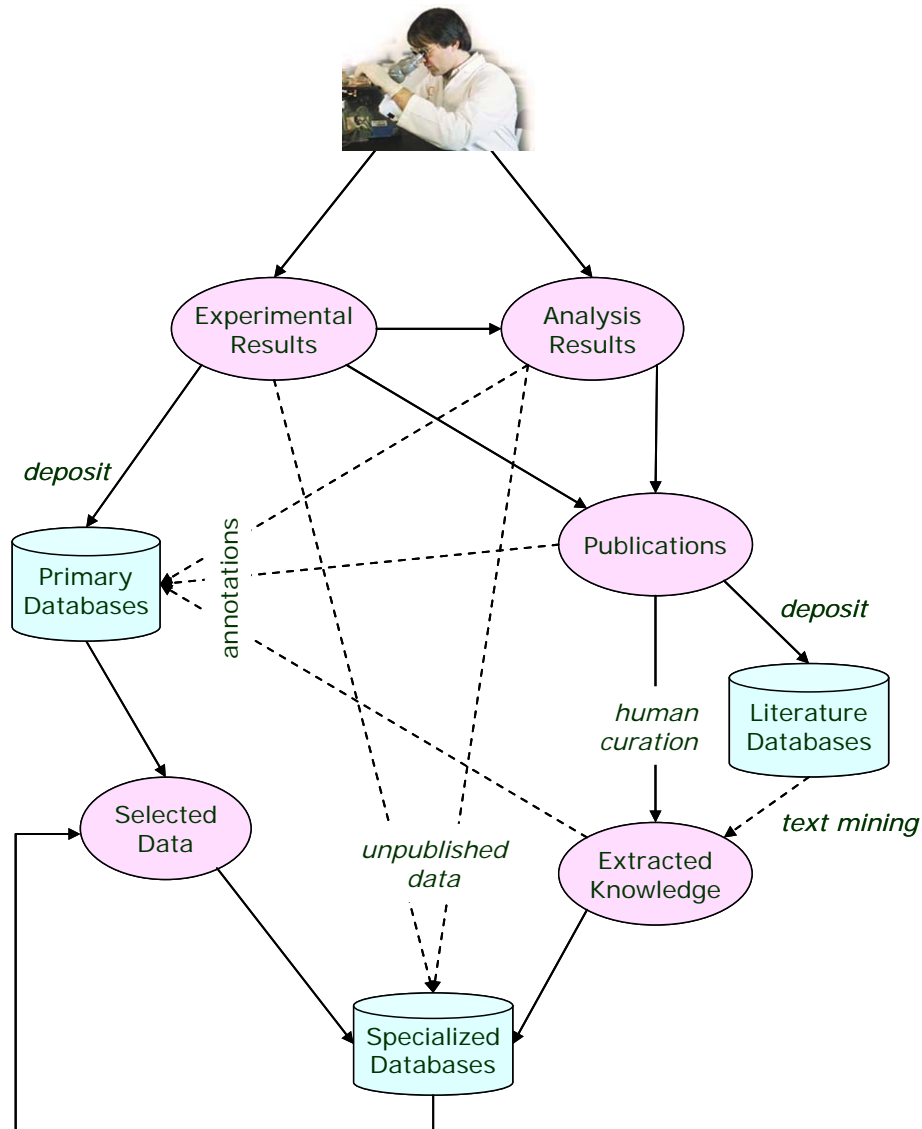 Experimental
Results
Analysis
Results
deposit
annotations
Publications
Primary
Databases
deposit
human
curation
Literature
Databases
Selected
Data
text mining
unpublished
data
Extracted
Knowledge
Specialized
Databases